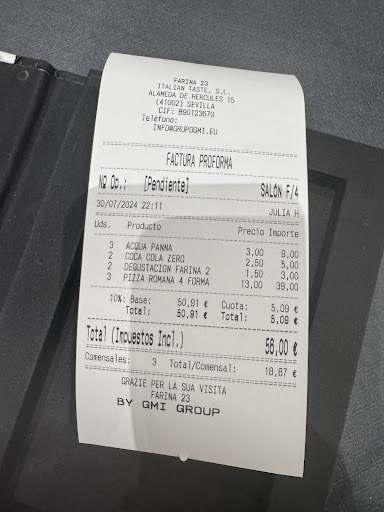 FARINA 23
ITALIAN TASTE, S.L.
ALAMEDA DE HERCULES 15
(41002) SEVILLA
CIF: B90123670
Teléfono:
INFO@GRUPOGMI.EU
FACTURA PROFORMA
Nº Op.: [Pendiente] SALÓN F/4
30/07/2024 22:11 JULIA H
Uds. Producto Precio Importe
3 ACQUA PANNA 3,00 9,00
2 COCA COLA ZERO 2,50 5,00
2 DEGUSTACION FARINA 2 1,50 3,00
3 PIZZA ROMANA 4 FORMA 13,00 39,00
10%: Base: 50,91 € Cuota: 5,09 €
Total: 50,91 € Total: 5,09 €
Total (Impuestos Incl.) 56,00 €
Comensales: 3 Total/Comensal: 18,67 €
GRAZIE PER LA SUA VISITA
FARINA 23
BY GMI GROUP